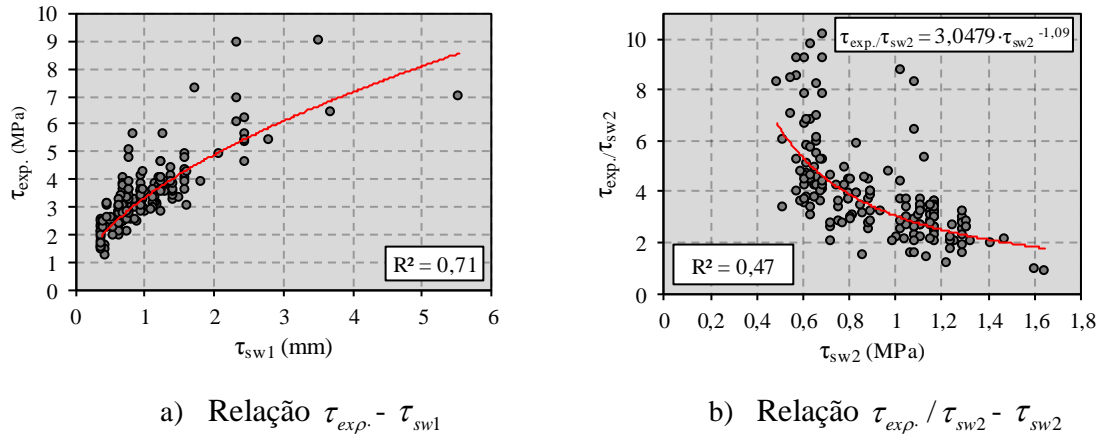 9
8
7
6
5
4
3
2
1
0
τexp. (MPa)
0 1 2 3 4 5 6
τsw1 (mm)
R² = 0,71
10
8
6
4
2
0
τexp./τsw2
0 0,2 0,4 0,6 0,8 1 1,2 1,4 1,6 1,8
τsw2 (MPa)
τexp./τsw2 = 3,0479·τsw2 -1,09
R² = 0,47
a) Relação τexp. - τsw1
b) Relação τexp. / τsw2 - τsw2